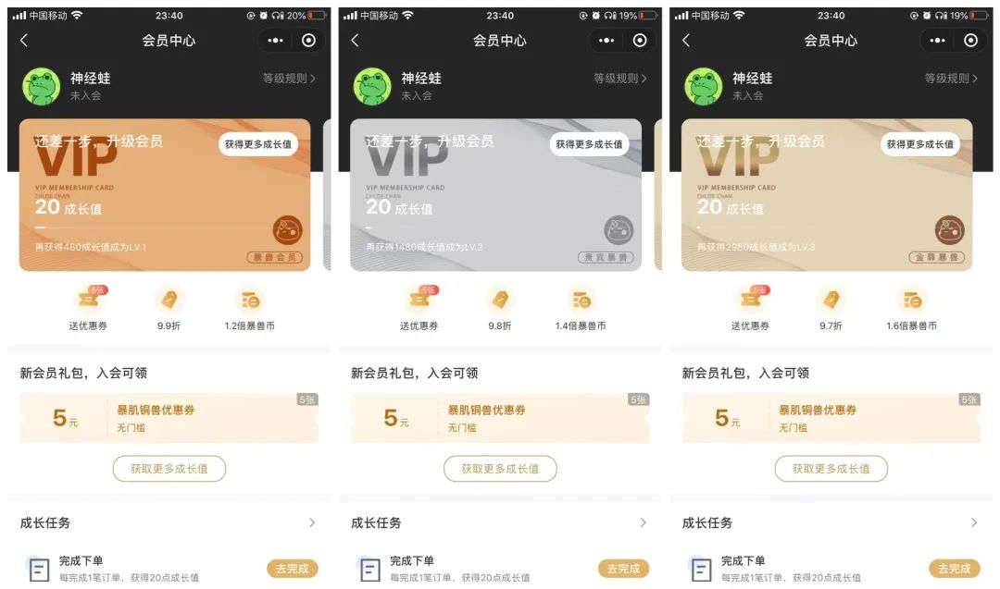 中国移动 23:40 20%
会员中心
神经蛙
未入会
等级规则
还差一步，升级会员
获得更多成长值
VIP
VIP MEMBERSHIP CARD
CHLOE CHAN
20 成长值
再获得480成长值成为LV.1
暴兽会员
5张
送优惠券
9.9折
1.2倍暴兽币
新会员礼包，入会可领
5元
暴肌铜兽优惠券
无门槛
5张
获取更多成长值
成长任务
完成下单
每完成1笔订单，获得20点成长值
去完成
中国移动 23:40 19%
会员中心
神经蛙
未入会
等级规则
还差一步，升级会员
获得更多成长值
VIP
VIP MEMBERSHIP CARD
CHLOE CHAN
20 成长值
再获得1480成长值成为LV.2
贵宾暴兽
5张
送优惠券
9.8折
1.4倍暴兽币
新会员礼包，入会可领
5元
暴肌铜兽优惠券
无门槛
5张
获取更多成长值
成长任务
完成下单
每完成1笔订单，获得20点成长值
去完成
中国移动 23:40 19%
会员中心
神经蛙
未入会
等级规则
还差一步，升级会员
获得更多成长值
VIP
VIP MEMBERSHIP CARD
CHLOE CHAN
20 成长值
再获得2980成长值成为LV.3
金尊暴兽
5张
送优惠券
9.7折
1.6倍暴兽币
新会员礼包，入会可领
5元
暴肌铜兽优惠券
无门槛
5张
获取更多成长值
成长任务
完成下单
每完成1笔订单，获得20点成长值
去完成